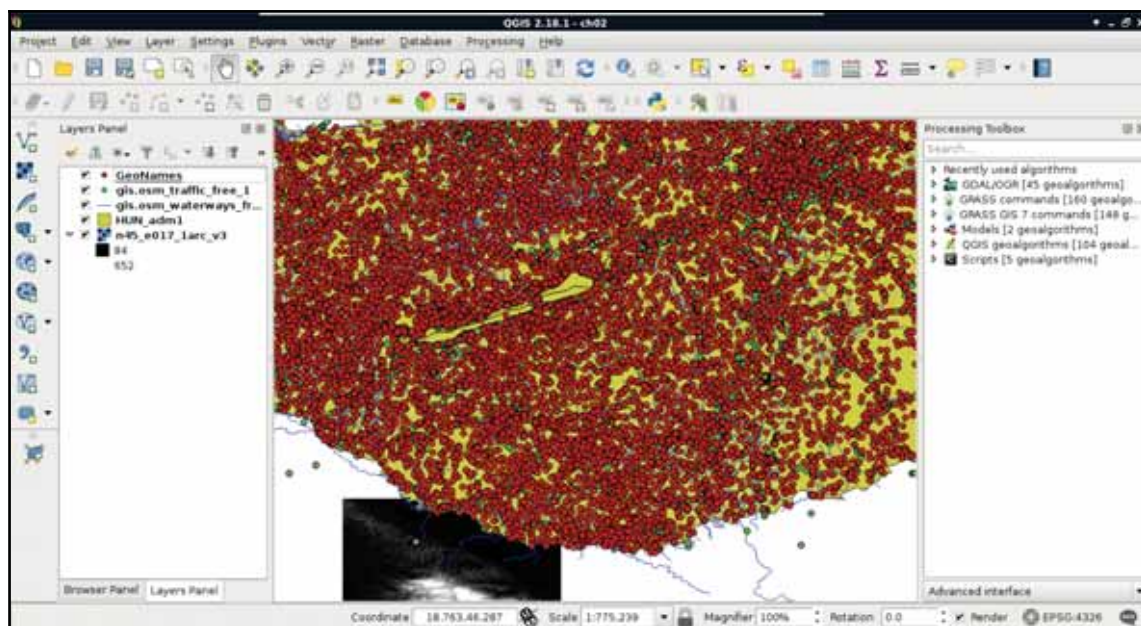 QGIS 2.18.1 - ch02
Project Edit View Layer Settings Plugins Vector Raster Database Processing Help
Layers Panel
GeoNames
gis.osm_traffic_free_1
gis.osm_waterways_fr...
HUN_adm1
n45_e017_1arc_v3
84
652
Browser Panel Layers Panel
Processing Toolbox
Search...
Recently used algorithms
GDAL/OGR [45 geoalgorithms]
GRASS commands [160 geoalgo...
GRASS GIS 7 commands [148 g...
Models [2 geoalgorithms]
QGIS geoalgorithms [104 geoal...
Scripts [5 geoalgorithms]
Advanced interface
Coordinate 18.763,46.287 Scale 1:775.239 Magnifier 100% Rotation 0.0 Render EPSG:4326